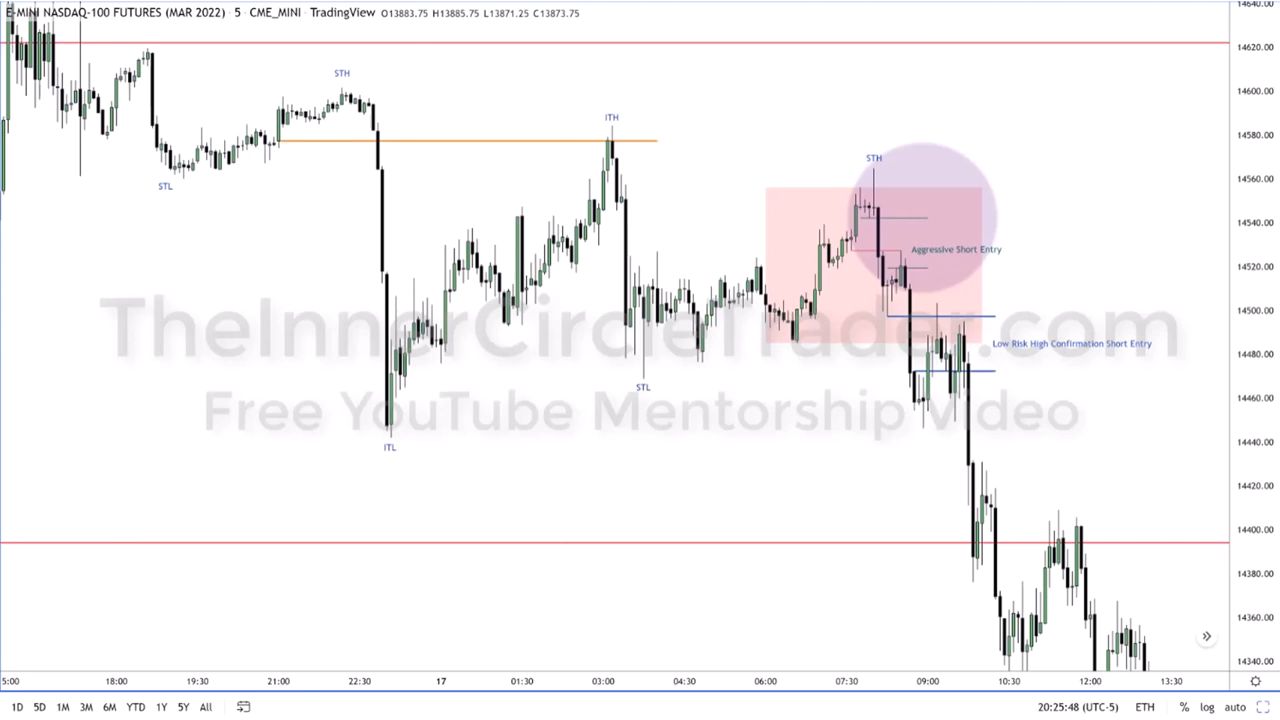 E-MINI NASDAQ-100 FUTURES (MAR 2022) · 5 · CME_MINI · TradingView O13883.75 H13885.75 L13871.25 C13873.75
14640.00
14620.00
STH
14600.00
ITH
14580.00
STH
14560.00
STL
14540.00
Aggressive Short Entry
14520.00
14500.00
TheInnerCircleTrader.com
Low Risk High Confirmation Short Entry
14480.00
STL
14460.00
Free YouTube Mentorship Video
ITL
14440.00
14420.00
14400.00
14380.00
14360.00
14340.00
5:00 18:00 19:30 21:00 22:30 17 01:30 03:00 04:30 06:00 07:30 09:00 10:30 12:00 13:30
1D 5D 1M 3M 6M YTD 1Y 5Y All 20:25:48 (UTC-5) ETH % log auto